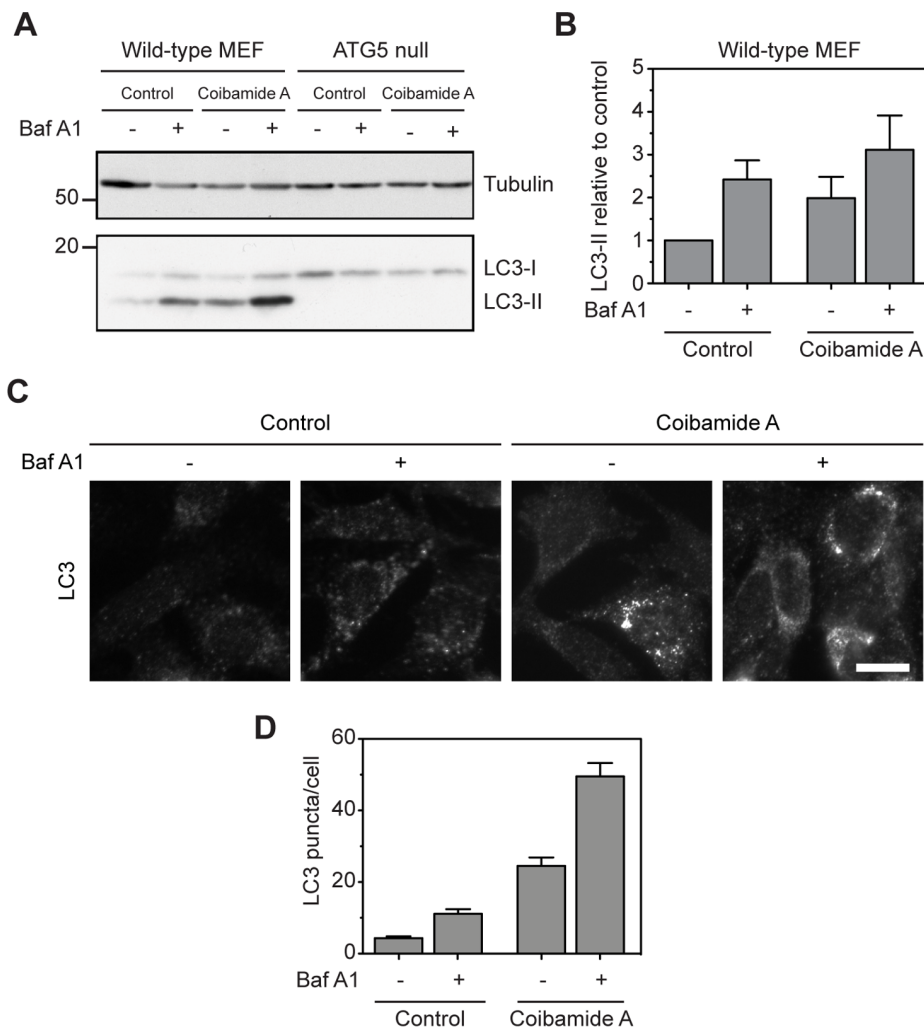 A
Wild-type MEF ATG5 null
Control Coibamide A Control Coibamide A
Baf A1 - + - + - + - +
50
Tubulin
20
LC3-I
LC3-II
B
Wild-type MEF
LC3-II relative to control
5
4
3
2
1
0
Baf A1 - + - +
Control Coibamide A
C
Control Coibamide A
Baf A1 - + - +
LC3
D
LC3 puncta/cell
60
40
20
0
Baf A1 - + - +
Control Coibamide A